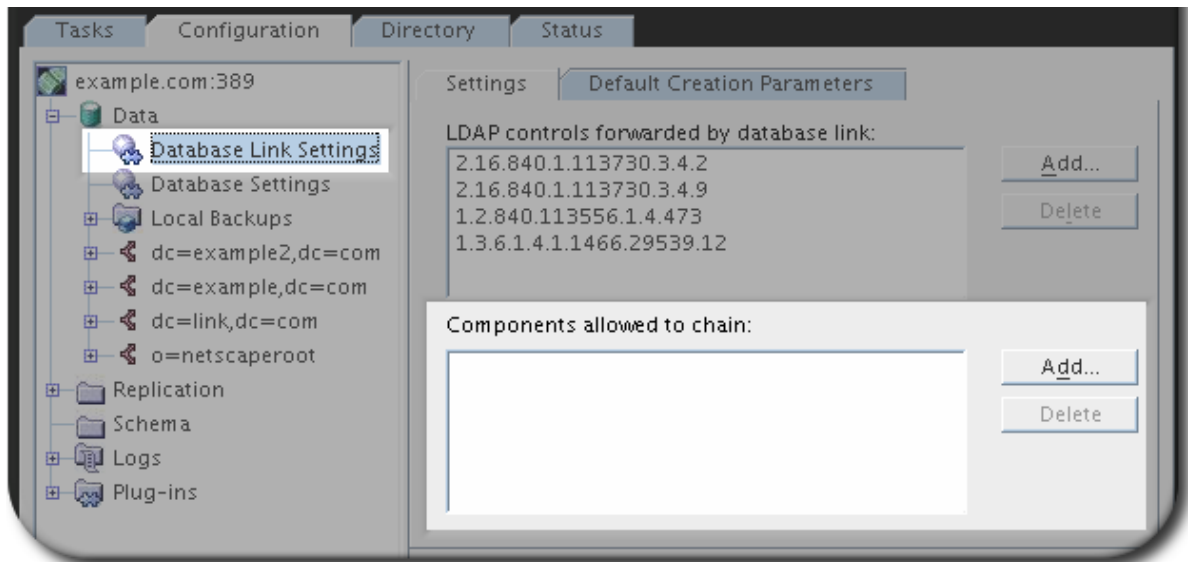 Tasks
Configuration
Directory
Status
example.com:389
Data
Database Link Settings
Database Settings
Local Backups
dc=example2,dc=com
dc=example,dc=com
dc=link,dc=com
o=netscaperoot
Replication
Schema
Logs
Plug-ins
Settings
Default Creation Parameters
LDAP controls forwarded by database link:
2.16.840.1.113730.3.4.2
2.16.840.1.113730.3.4.9
1.2.840.113556.1.4.473
1.3.6.1.4.1.1466.29539.12
Add...
Delete
Components allowed to chain:
Add...
Delete